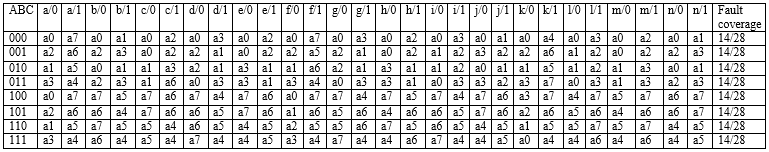 ABC a/0 a/1 b/0 b/1 c/0 c/1 d/0 d/1 e/0 e/1 f/0 f/1 g/0 g/1 h/0 h/1 i/0 i/1 j/0 j/1 k/0 k/1 l/0 l/1 m/0 m/1 n/0 n/1 Fault
coverage
000 a0 a7 a0 a1 a0 a2 a0 a3 a0 a2 a0 a7 a0 a3 a0 a2 a0 a3 a0 a1 a0 a4 a0 a3 a0 a2 a0 a1 14/28
001 a2 a6 a2 a3 a0 a2 a2 a1 a0 a2 a2 a5 a2 a1 a0 a2 a1 a2 a3 a2 a2 a6 a1 a2 a0 a2 a2 a3 14/28
010 a1 a5 a0 a1 a1 a3 a2 a1 a3 a1 a1 a6 a2 a1 a3 a1 a1 a2 a0 a1 a1 a5 a1 a2 a1 a3 a0 a1 14/28
011 a3 a4 a2 a3 a1 a6 a0 a3 a3 a1 a3 a4 a0 a3 a3 a1 a0 a3 a3 a2 a3 a7 a0 a3 a1 a3 a2 a3 14/28
100 a0 a7 a7 a5 a7 a6 a7 a4 a7 a6 a0 a7 a7 a4 a7 a5 a7 a4 a7 a6 a3 a7 a4 a7 a5 a7 a6 a7 14/28
101 a2 a6 a6 a4 a7 a6 a6 a5 a7 a6 a1 a6 a5 a6 a4 a6 a6 a5 a7 a6 a2 a6 a5 a6 a4 a6 a6 a7 14/28
110 a1 a5 a7 a5 a5 a4 a6 a5 a4 a5 a2 a5 a5 a6 a7 a5 a6 a5 a4 a5 a1 a5 a5 a7 a5 a7 a4 a5 14/28
111 a3 a4 a4 a6 a5 a4 a7 a4 a4 a5 a3 a4 a7 a4 a4 a6 a7 a4 a4 a5 a0 a4 a4 a6 a4 a6 a4 a5 14/28